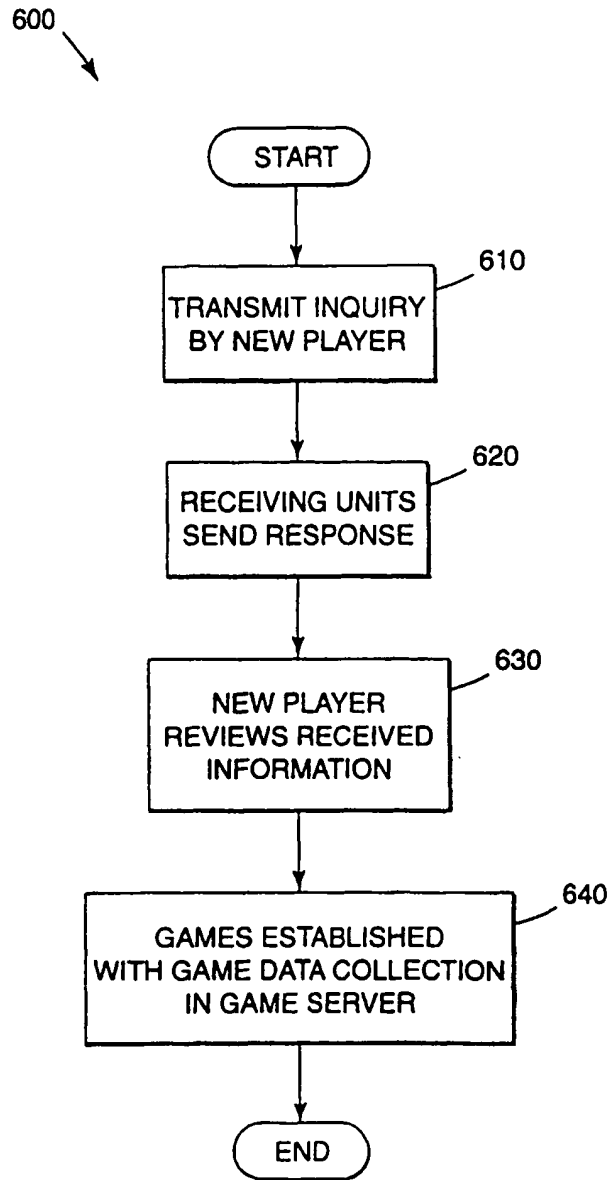 600
START
610
TRANSMIT INQUIRY
BY NEW PLAYER
620
RECEIVING UNITS
SEND RESPONSE
630
NEW PLAYER
REVIEWS RECEIVED
INFORMATION
640
GAMES ESTABLISHED
WITH GAME DATA COLLECTION
IN GAME SERVER
END